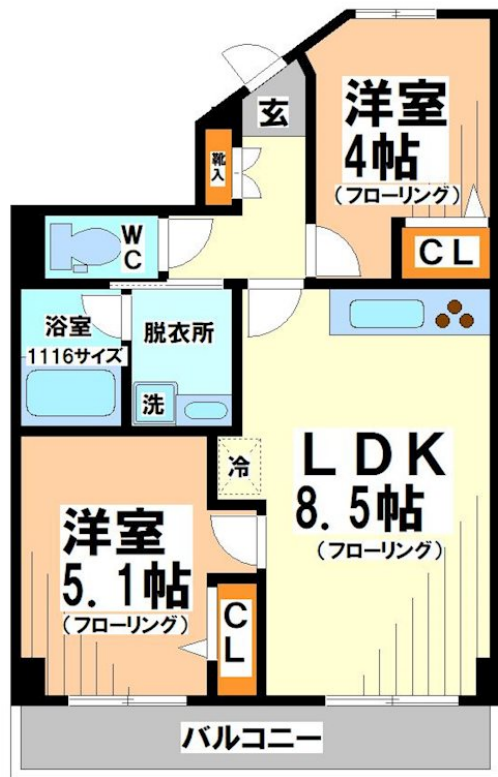 玄
洋室
4帖
(フローリング)
靴入
WC
CL
浴室
1116サイズ
脱衣所
洗
冷
LDK
8.5帖
(フローリング)
洋室
5.1帖
(フローリング)
CL
バルコニー